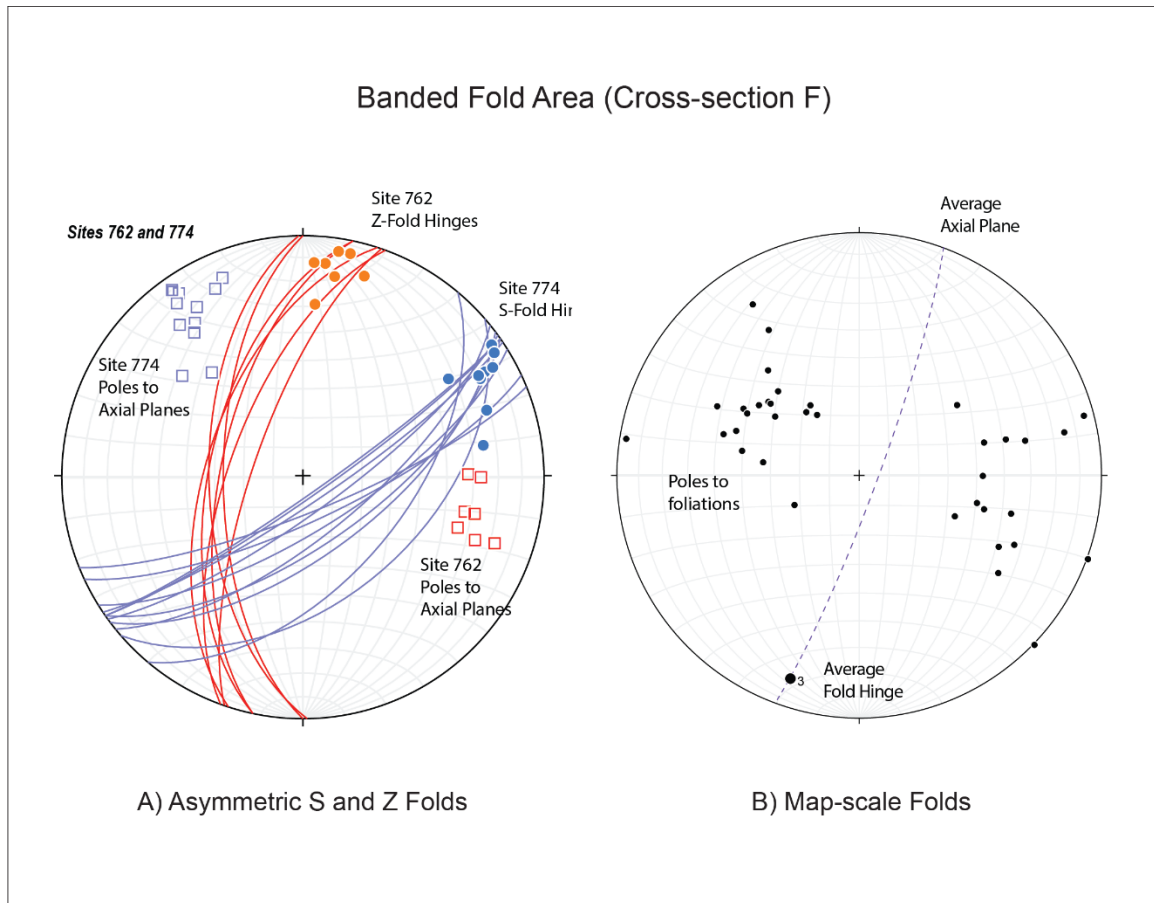 Banded Fold Area (Cross-section F)
Sites 762 and 774
Site 762
Z-Fold Hinges
Site 774
S-Fold Hin
Site 774
Poles to
Axial Planes
Site 762
Poles to
Axial Planes
A) Asymmetric S and Z Folds
Average
Axial Plane
Poles to
foliations
3
Average
Fold Hinge
B) Map-scale Folds